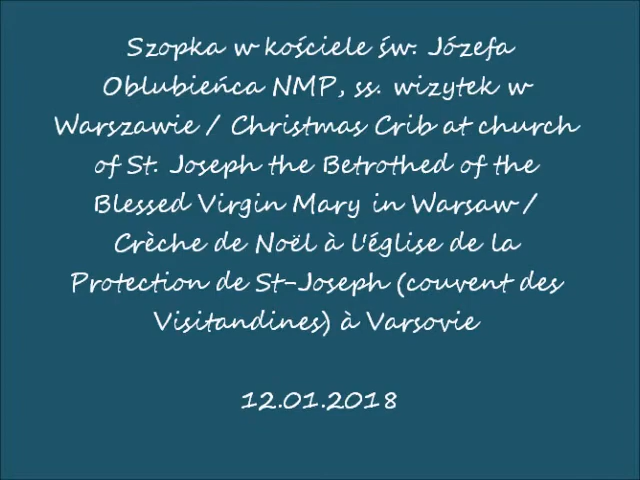 Szopka w kościele św. Józefa
Oblubieńca NMP, ss. wizytek w
Warszawie / Christmas Crib at church
of St. Joseph the Betrothed of the
Blessed Virgin Mary in Warsaw /
Crèche de Noël à l'église de la
Protection de St-Joseph (couvent des
Visitandines) à Varsovie
12.01.2018